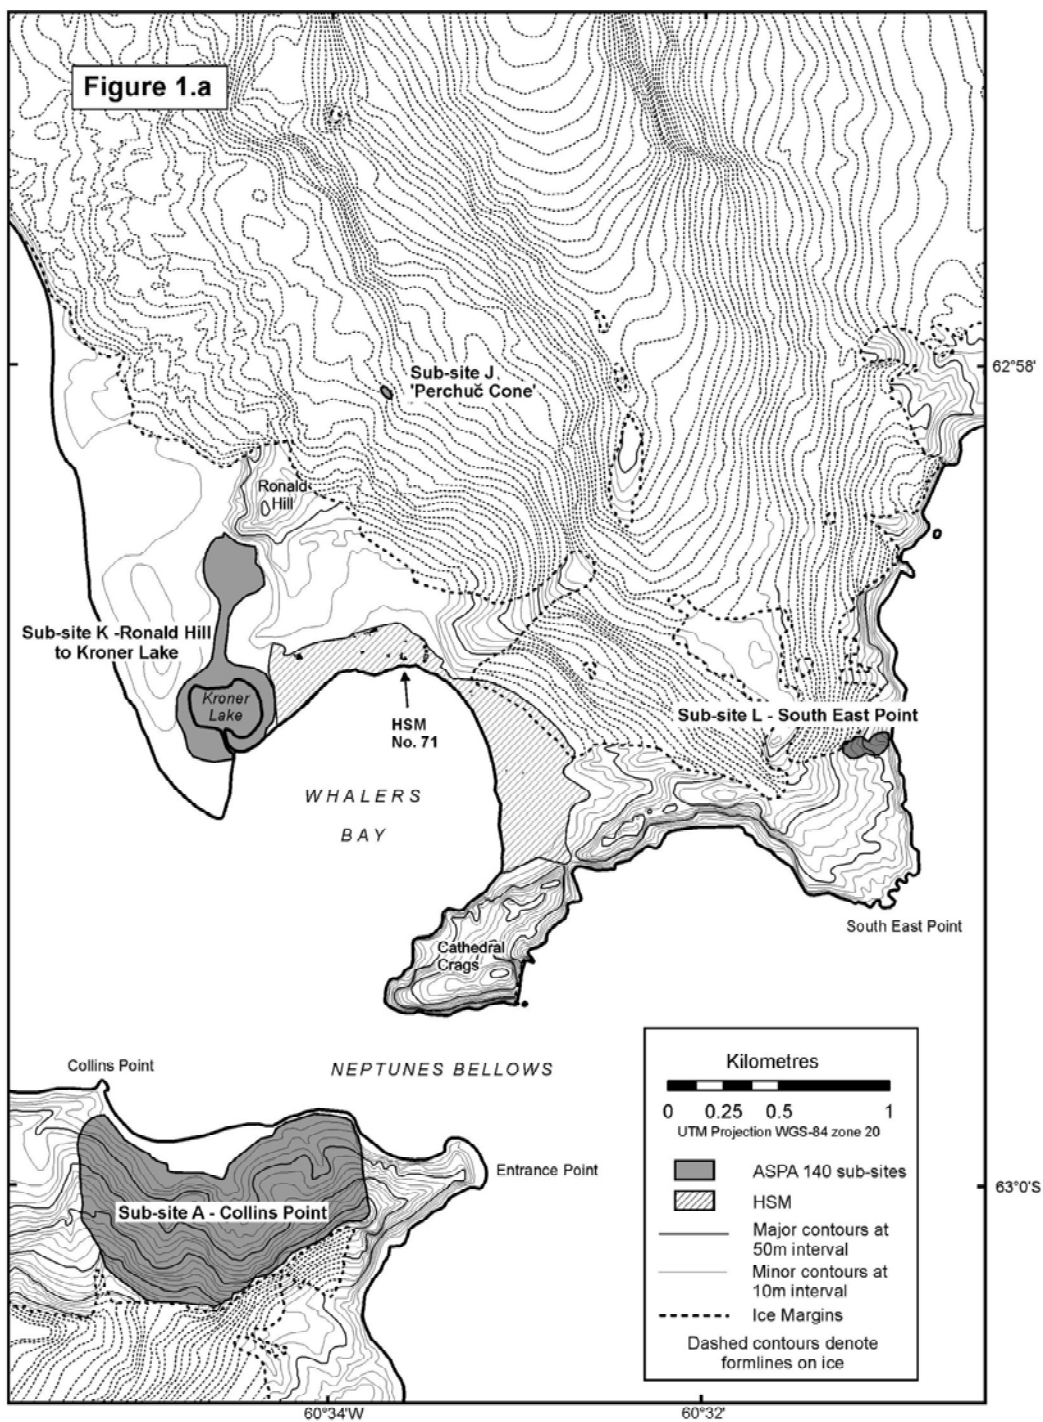 Figure 1.a
Sub-site J
'Perchuč Cone'
62°58'
Ronald
Hill
Sub-site K -Ronald Hill
to Kroner Lake
Kroner
Lake
HSM
No. 71
Sub-site L - South East Point
WHALERS
BAY
South East Point
Cathedral
Crags
Collins Point
NEPTUNES BELLOWS
Entrance Point
Sub-site A - Collins Point
63°0'S
Kilometres
0 0.25 0.5 1
UTM Projection WGS-84 zone 20
ASPA 140 sub-sites
HSM
Major contours at
50m interval
Minor contours at
10m interval
Ice Margins
Dashed contours denote
formlines on ice
60°34'W
60°32'